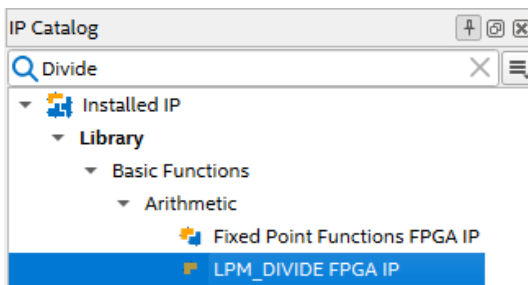 IP Catalog
Divide
Installed IP
Library
Basic Functions
Arithmetic
Fixed Point Functions FPGA IP
LPM_DIVIDE FPGA IP